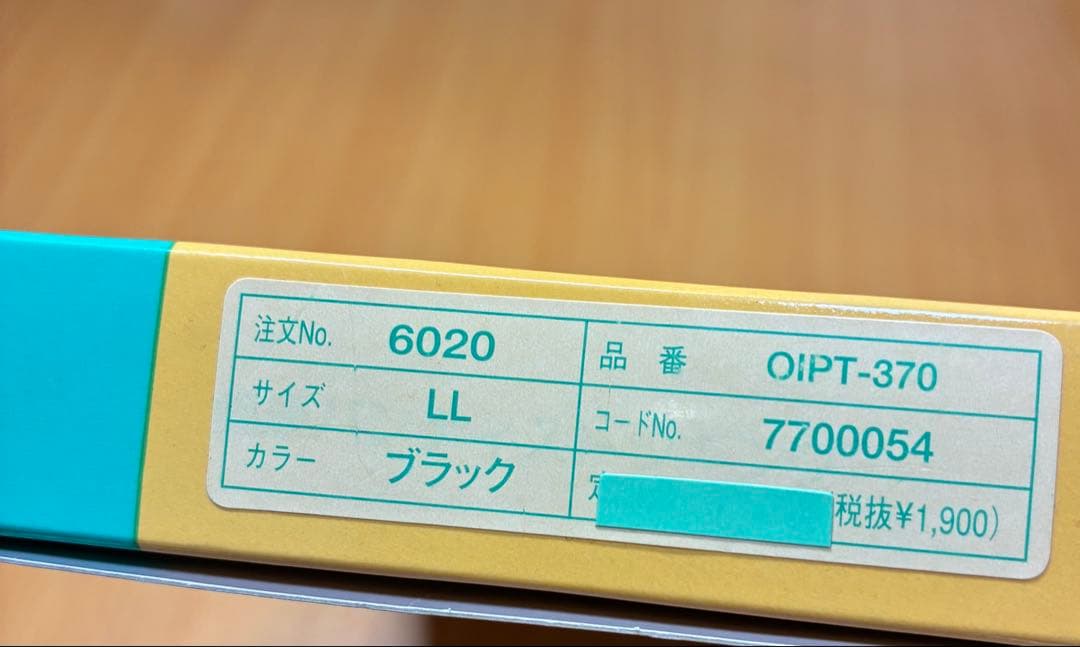 注文No. 6020 品番 OIPT-370
サイズ LL コードNo. 7700054
カラー ブラック 定 税抜¥1,900)